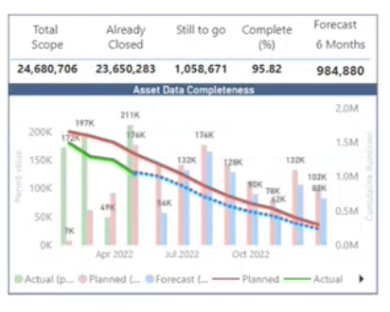 Total Scope
Already Closed
Still to go
Complete (%)
Forecast 6 Months
24,680,706 23,650,283 1,058,671 95.82 984,880
Asset Data Completeness
2.0M
211K
197K
200K 172K 176K 176K 1.5M
150K 132K 128K 132K
100K 90K 102K 1.0M
78K
62K
50K 49K 56K 0.5M
7K
0K 0.0M
Period value
Cumulative Rundown
Apr 2022 Jul 2022 Oct 2022
Actual (p... Planned (... Forecast (... Planned Actual